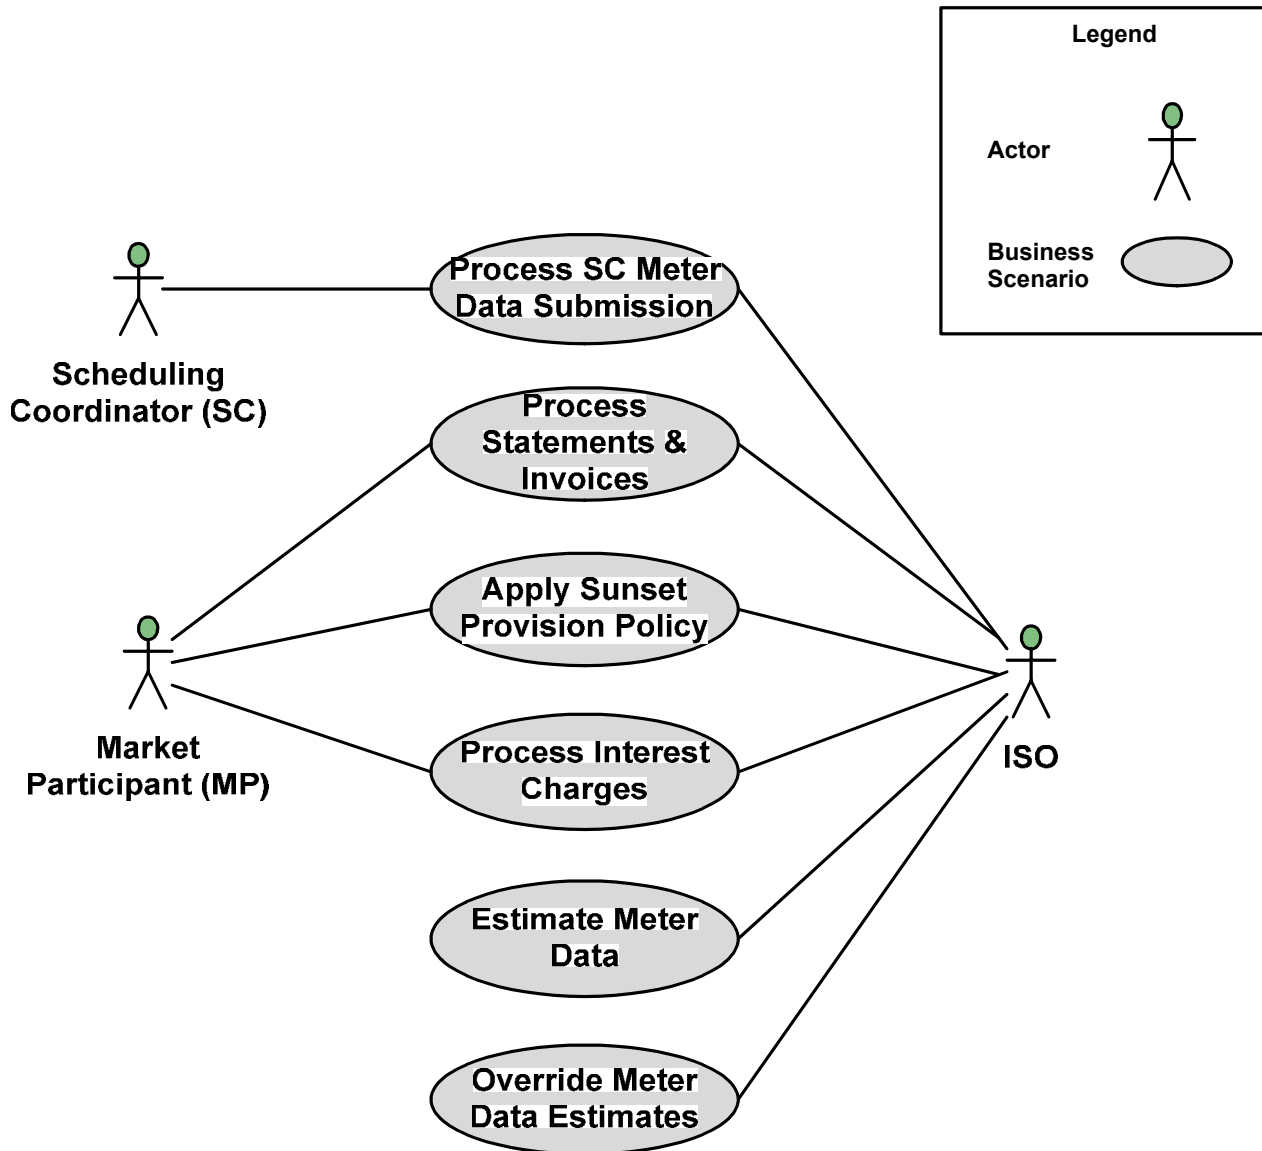 Legend
Actor
Business
Scenario
Process SC Meter
Data Submission
Scheduling
Coordinator (SC)
Process
Statements &
Invoices
Apply Sunset
Provision Policy
Market
Participant (MP)
Process Interest
Charges
ISO
Estimate Meter
Data
Override Meter
Data Estimates